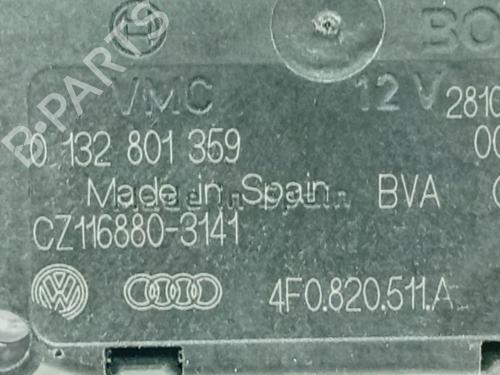 BO
VMC 12 V 2810
0 132 801 359 00
Made in Spain BVA
CZ116880-3141
4F0.820.511.A
B-Parts